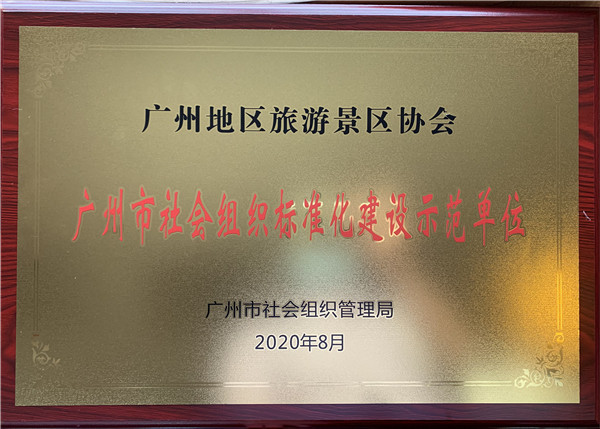 广州地区旅游景区协会
广州市社会组织标准化建设示范单位
广州市社会组织管理局
2020年8月